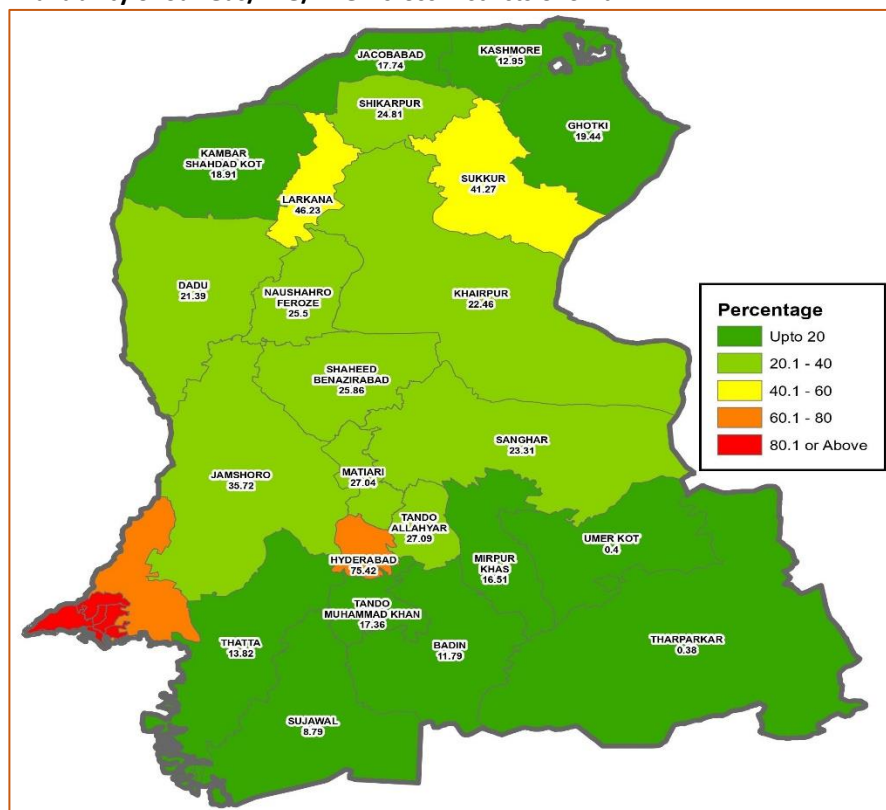 JACOBABAD
17.74
KASHMORE
12.95
SHIKARPUR
24.81
GHOTKI
19.44
KAMBAR
SHAHDAD KOT
18.91
SUKKUR
41.27
LARKANA
46.23
DADU
21.39
NAUSHAHRO
FEROZE
25.5
KHAIRPUR
22.46
Percentage
Upto 20
20.1 - 40
40.1 - 60
60.1 - 80
80.1 or Above
SHAHEED
BENAZIRABAD
25.86
SANGHAR
23.31
JAMSHORO
35.72
MATIARI
27.04
TANDO
ALLAHYAR
27.09
UMER KOT
0.4
HYDERABAD
75.42
MIRPUR
KHAS
16.51
TANDO
MUHAMMAD KHAN
17.36
THATTA
13.82
BADIN
11.79
THARPARKAR
0.38
SUJAWAL
8.79